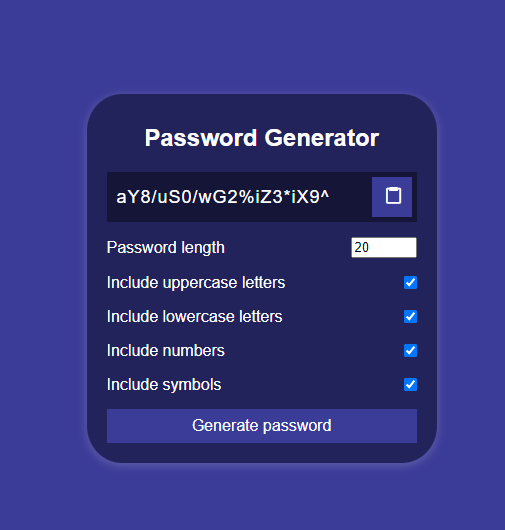 Password Generator
aY8/uS0/wG2%iZ3*iX9^
Password length 20
Include uppercase letters
Include lowercase letters
Include numbers
Include symbols
Generate password